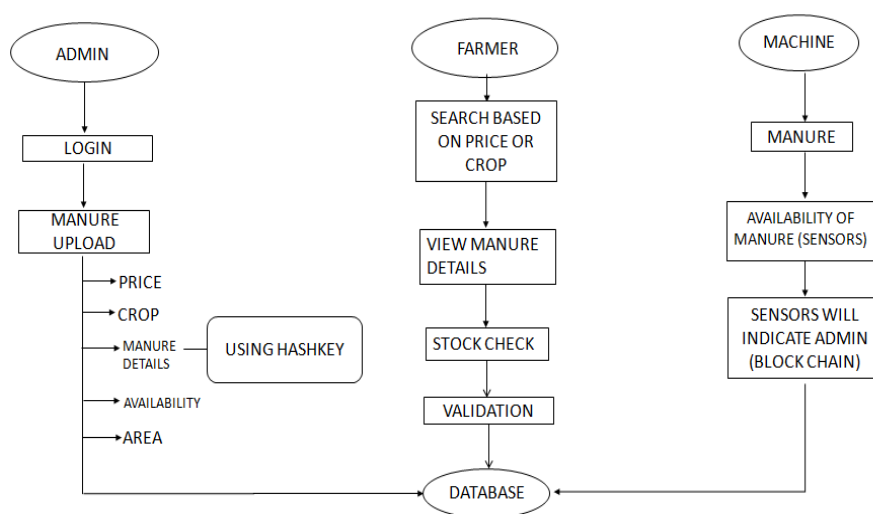 ADMIN
LOGIN
MANURE
UPLOAD
PRICE
CROP
MANURE
DETAILS
USING HASHKEY
AVAILABILITY
AREA
FARMER
SEARCH BASED
ON PRICE OR
CROP
VIEW MANURE
DETAILS
STOCK CHECK
VALIDATION
DATABASE
MACHINE
MANURE
AVAILABILITY OF
MANURE (SENSORS)
SENSORS WILL
INDICATE ADMIN
(BLOCK CHAIN)